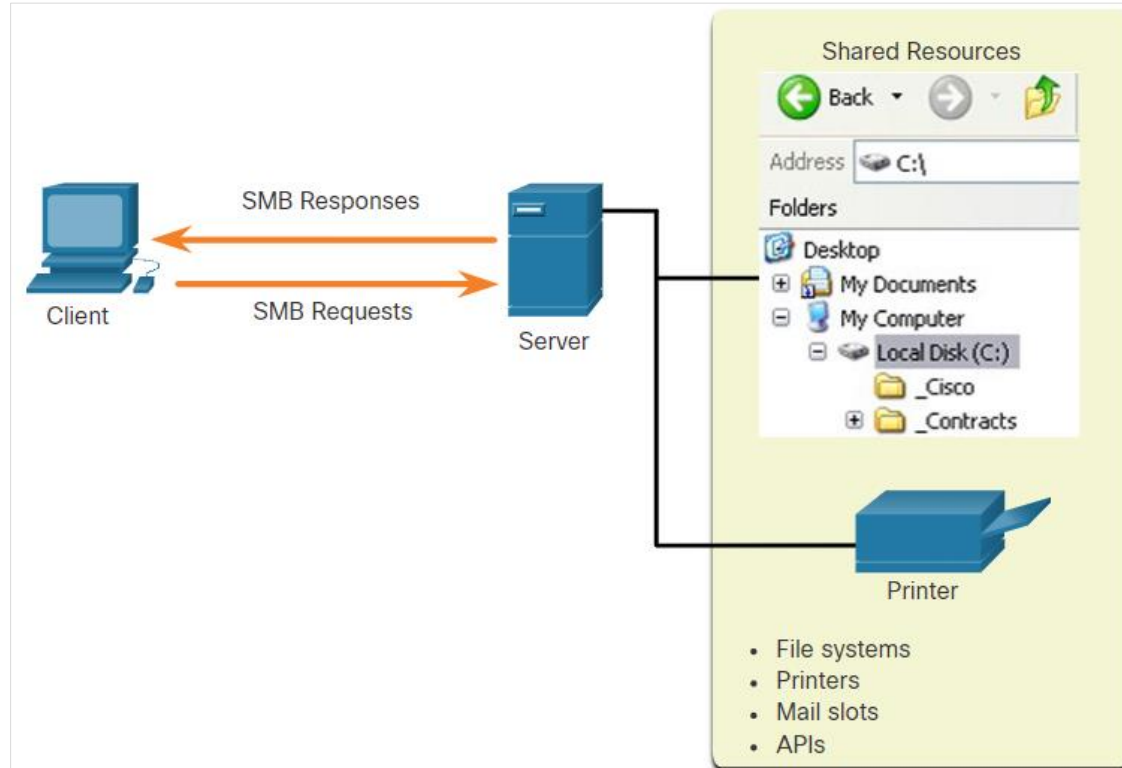 Shared Resources
Back
Address C:\
Folders
Desktop
My Documents
My Computer
Local Disk (C:)
_Cisco
_Contracts
SMB Responses
SMB Requests
Client
Server
Printer
• File systems
• Printers
• Mail slots
• APIs